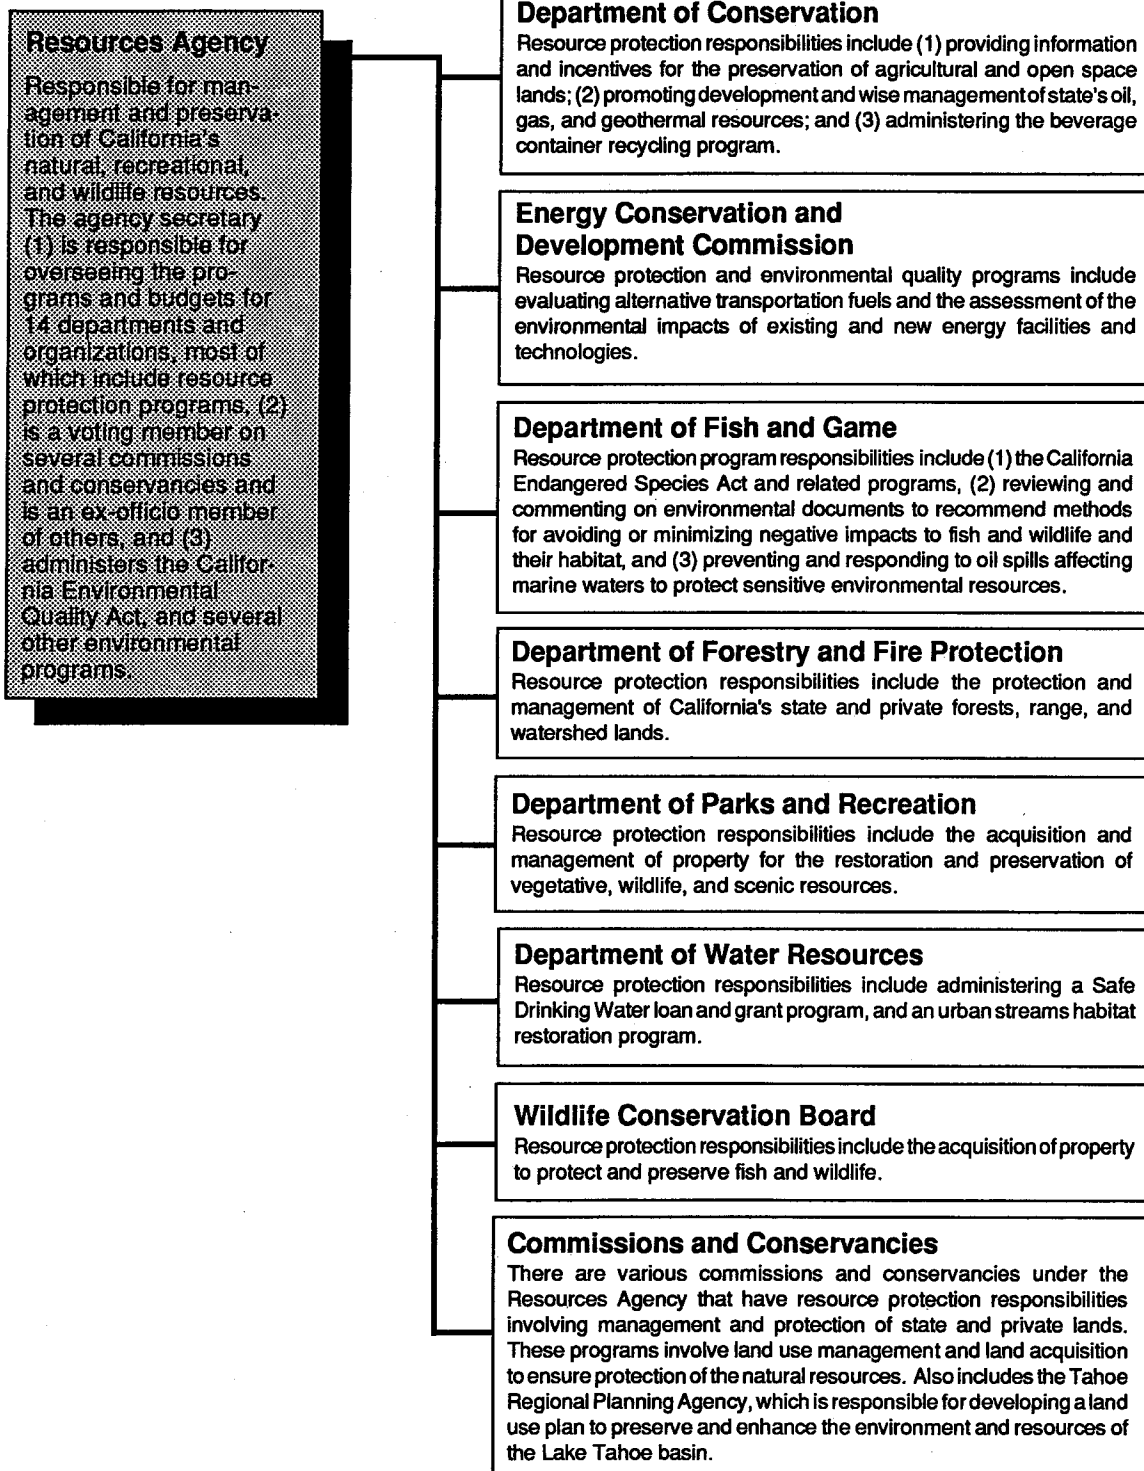 Resources Agency
Responsible for man-
agement and preserva-
tion of California's
natural, recreational,
and wildlife resources.
The agency secretary
(1) is responsible for
overseeing the pro-
grams and budgets for
14 departments and
organizations, most of
which include resource
protection programs, (2)
is a voting member on
several commissions
and conservancies and
is an ex-officio member
of others, and (3)
administers the Califor-
nia Environmental
Quality Act, and several
other environmental
programs.
Department of Conservation
Resource protection responsibilities include (1) providing information
and incentives for the preservation of agricultural and open space
lands; (2) promoting development and wise management of state's oil,
gas, and geothermal resources; and (3) administering the beverage
container recycling program.
Energy Conservation and
Development Commission
Resource protection and environmental quality programs include
evaluating alternative transportation fuels and the assessment of the
environmental impacts of existing and new energy facilities and
technologies.
Department of Fish and Game
Resource protection program responsibilities include (1) the California
Endangered Species Act and related programs, (2) reviewing and
commenting on environmental documents to recommend methods
for avoiding or minimizing negative impacts to fish and wildlife and
their habitat, and (3) preventing and responding to oil spills affecting
marine waters to protect sensitive environmental resources.
Department of Forestry and Fire Protection
Resource protection responsibilities include the protection and
management of California's state and private forests, range, and
watershed lands.
Department of Parks and Recreation
Resource protection responsibilities include the acquisition and
management of property for the restoration and preservation of
vegetative, wildlife, and scenic resources.
Department of Water Resources
Resource protection responsibilities include administering a Safe
Drinking Water loan and grant program, and an urban streams habitat
restoration program.
Wildlife Conservation Board
Resource protection responsibilities include the acquisition of property
to protect and preserve fish and wildlife.
Commissions and Conservancies
There are various commissions and conservancies under the
Resources Agency that have resource protection responsibilities
involving management and protection of state and private lands.
These programs involve land use management and land acquisition
to ensure protection of the natural resources. Also includes the Tahoe
Regional Planning Agency, which is responsible for developing a land
use plan to preserve and enhance the environment and resources of
the Lake Tahoe basin.